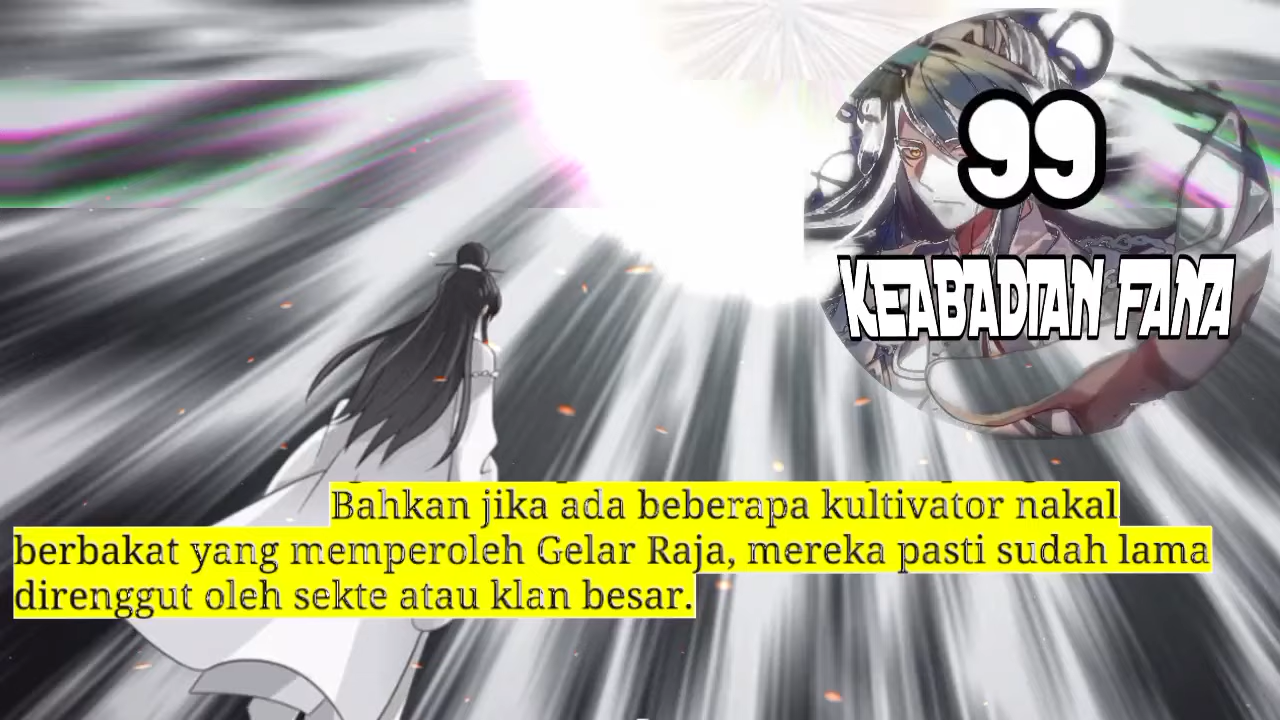 99
KEABADIAN FANA
Bahkan jika ada beberapa kultivator nakal
berbakat yang memperoleh Gelar Raja, mereka pasti sudah lama
direnggut oleh sekte atau klan besar.